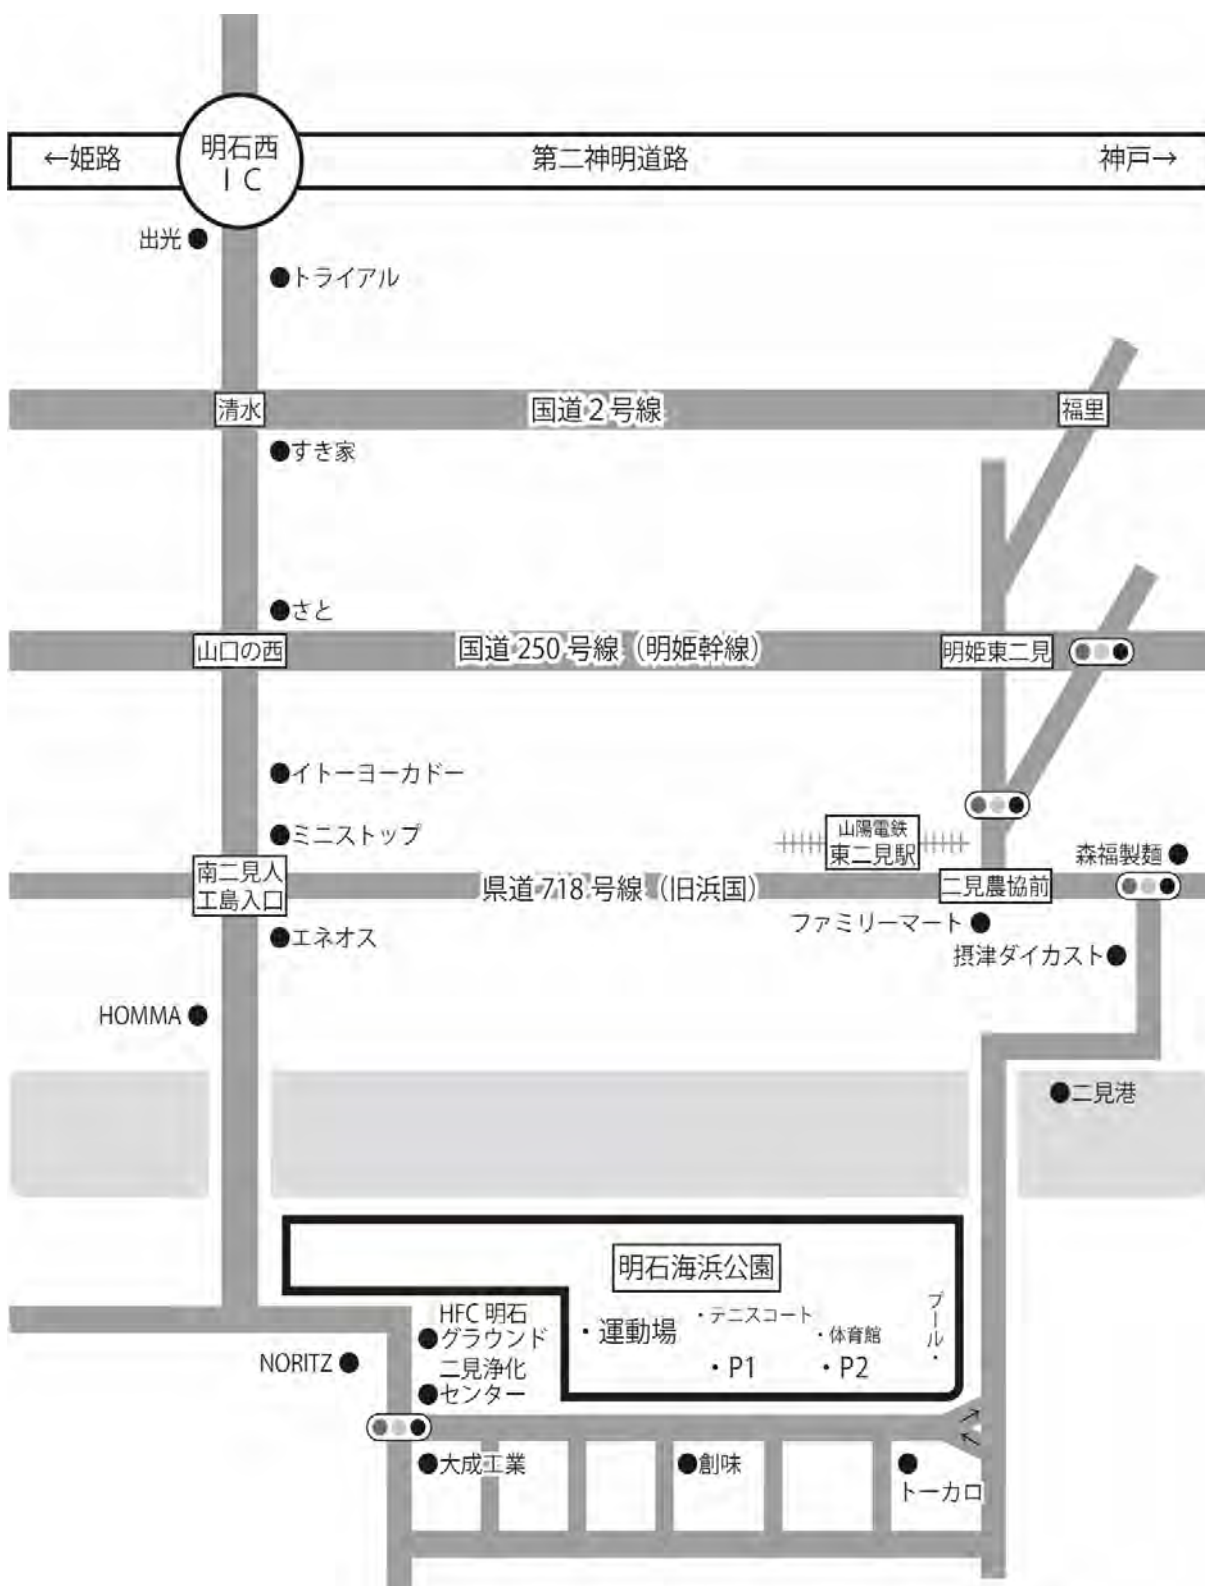 ←姫路
明石西
IC
第二神明道路
神戸→
出光
トライアル
清水
国道2号線
福里
すき家
さと
山口の西
国道250号線（明姫幹線）
明姫東二見
イトーヨーカドー
ミニストップ
山陽電鉄
東二見駅
森福製麺
南二見人
工島入口
県道718号線（旧浜国）
二見農協前
ファミリーマート
エネオス
摂津ダイカスト
HOMMA
二見港
明石海浜公園
HFC明石
グラウンド
・運動場
・テニスコート
・体育館
プール・
NORITZ
二見浄化
センター
・P1
・P2
大成工業
創味
トーカロ